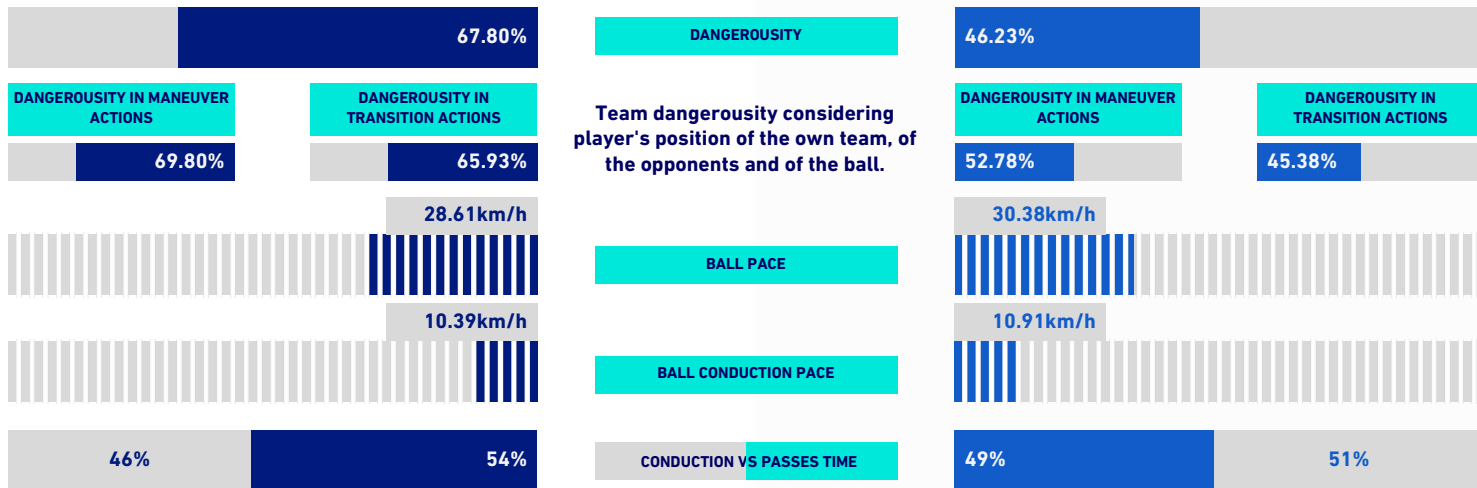 67.80%
DANGEROUSITY
46.23%
DANGEROUSITY IN MANEUVER
ACTIONS
DANGEROUSITY IN
TRANSITION ACTIONS
69.80%
65.93%
Team dangerousity considering
player's position of the own team, of
the opponents and of the ball.
DANGEROUSITY IN MANEUVER
ACTIONS
DANGEROUSITY IN
TRANSITION ACTIONS
52.78%
45.38%
28.61km/h
BALL PACE
30.38km/h
10.39km/h
BALL CONDUCTION PACE
10.91km/h
46%
54%
CONDUCTION VS PASSES TIME
49%
51%